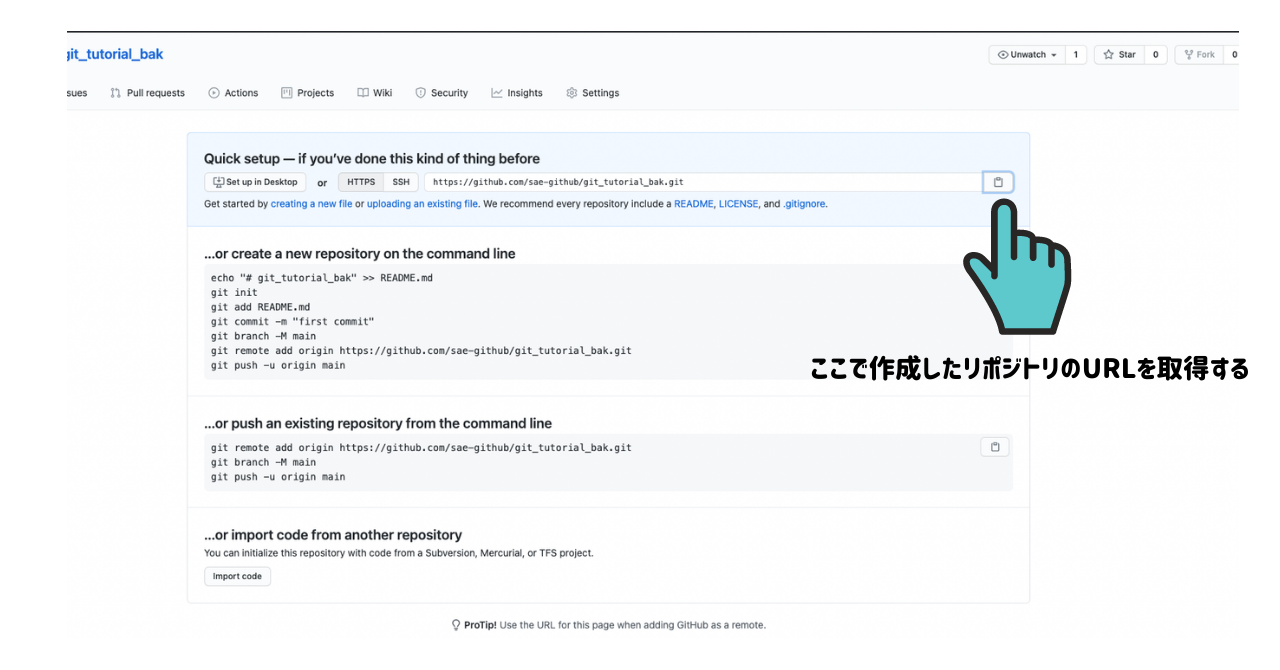 git_tutorial_bak
Unwatch 1 Star 0 Fork 0
sues Pull requests Actions Projects Wiki Security Insights Settings
Quick setup — if you've done this kind of thing before
Set up in Desktop or HTTPS SSH https://github.com/sae-github/git_tutorial_bak.git
Get started by creating a new file or uploading an existing file. We recommend every repository include a README, LICENSE, and .gitignore.
...or create a new repository on the command line
echo "# git_tutorial_bak" >> README.md
git init
git add README.md
git commit -m "first commit"
git branch -M main
git remote add origin https://github.com/sae-github/git_tutorial_bak.git
git push -u origin main
ここで作成したリポジトリのURLを取得する
...or push an existing repository from the command line
git remote add origin https://github.com/sae-github/git_tutorial_bak.git
git branch -M main
git push -u origin main
...or import code from another repository
You can initialize this repository with code from a Subversion, Mercurial, or TFS project.
Import code
ProTip! Use the URL for this page when adding GitHub as a remote.